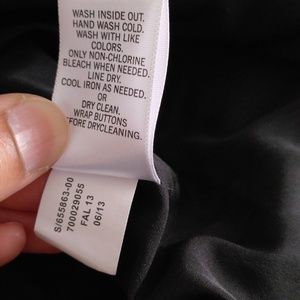 WASH INSIDE OUT.
HAND WASH COLD.
WASH WITH LIKE
COLORS.
ONLY NON-CHLORINE
BLEACH WHEN NEEDED.
LINE DRY.
COOL IRON AS NEEDED.
OR
DRY CLEAN.
WRAP BUTTONS
BEFORE DRYCLEANING.
S/655863-00
700029055
FAL 13
06/13